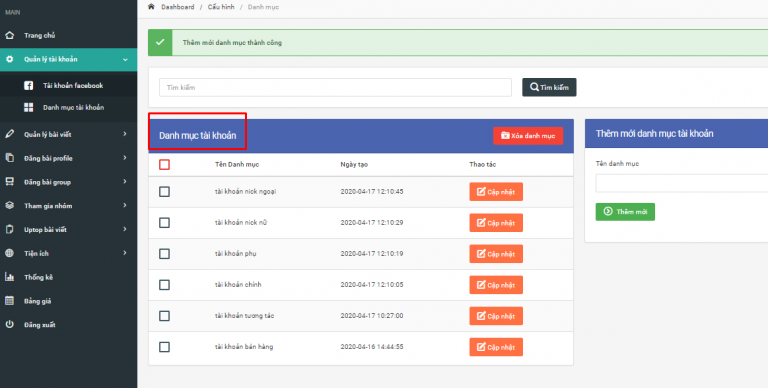 MAIN
Trang chủ
Quản lý tài khoản
Tài khoản facebook
Danh mục tài khoản
Quản lý bài viết
Đăng bài profile
Đăng bài group
Tham gia nhóm
Uptop bài viết
Tiện ích
Thống kê
Bảng giá
Đăng xuất
Dashboard / Cấu hình / Danh mục
Thêm mới danh mục thành công
Tìm kiếm Tìm kiếm
Danh mục tài khoản Xóa danh mục
Tên Danh mục Ngày tạo Thao tác
tài khoản nick ngoại 2020-04-17 12:10:45 Cập nhật
tài khoản nick nữ 2020-04-17 12:10:29 Cập nhật
tài khoản phụ 2020-04-17 12:10:19 Cập nhật
tài khoản chính 2020-04-17 12:10:05 Cập nhật
tài khoản tương tác 2020-04-17 10:27:00 Cập nhật
tài khoản bán hàng 2020-04-16 14:44:55 Cập nhật
Thêm mới danh mục tài khoản
Tên danh mục
Thêm mới